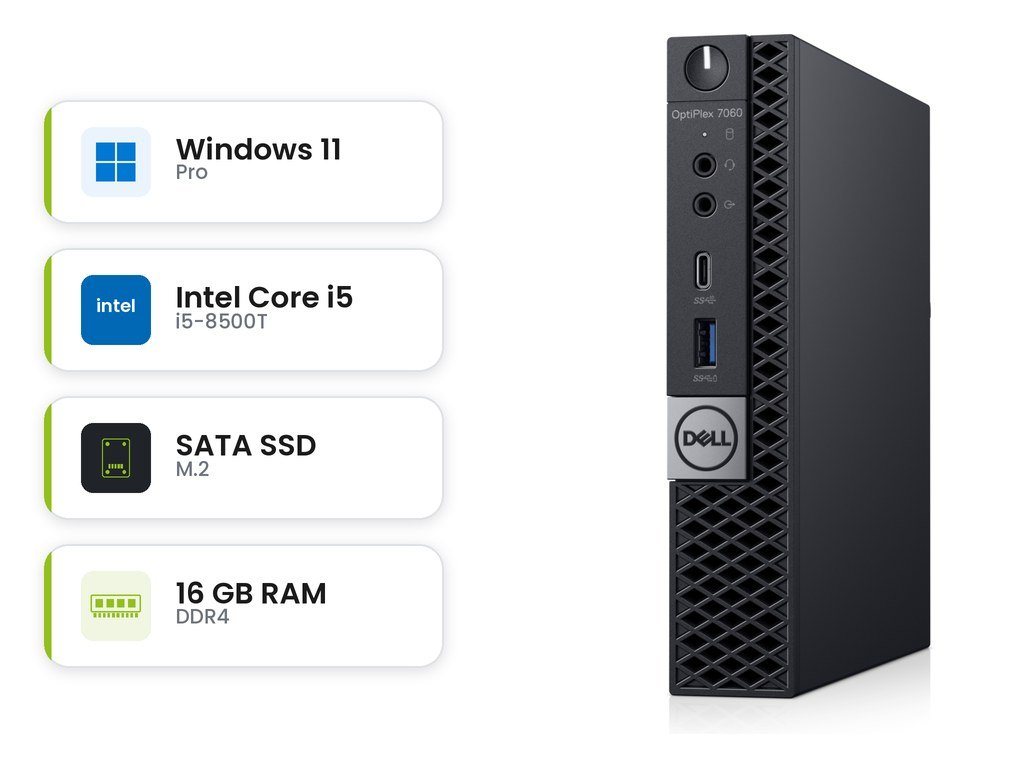 Windows 11
Pro
intel
Intel Core i5
i5-8500T
SATA SSD
M.2
16 GB RAM
DDR4
OptiPlex 7060
DELL